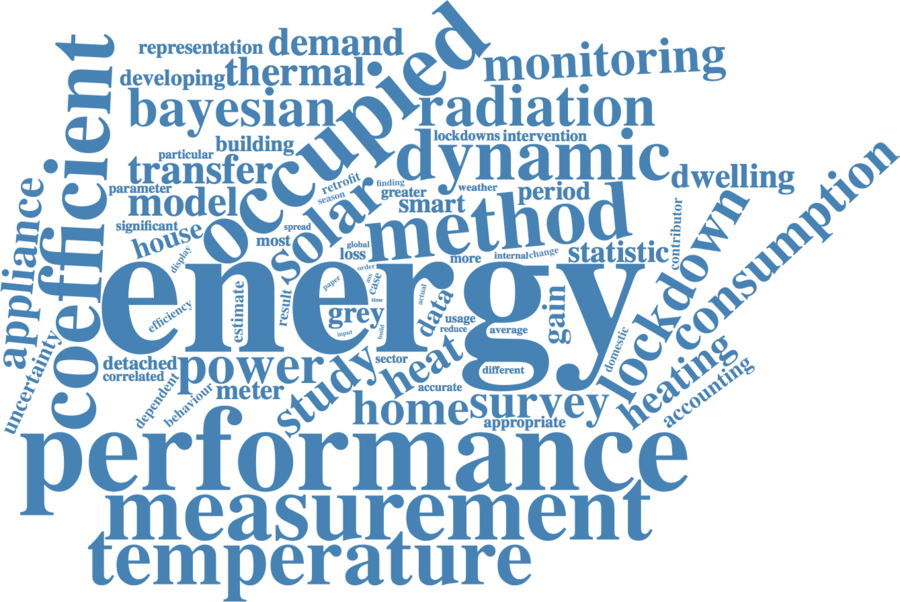 representation
demand
developing
thermal
occupied
monitoring
coefficient
bayesian
radiation
building
lockdowns
intervention
particular
transfer
dynamic
dwelling
parameter
model
retrofit
season
finding
greater
weather
period
smart
solar
consumption
appliance
significant
house
display
most
spread
method
contributor
global
loss
more
internal
change
statistic
lockdown
energy
order
case
paper
time
actual
efficiency
estimate
result
grey
input
build
data
usage
reduce
average
gain
domestic
uncertainty
detached
correlated
power
study
sector
heat
different
heating
accounting
dependent
behaviour
meter
accurate
home
survey
appropriate
performance
measurement
temperature